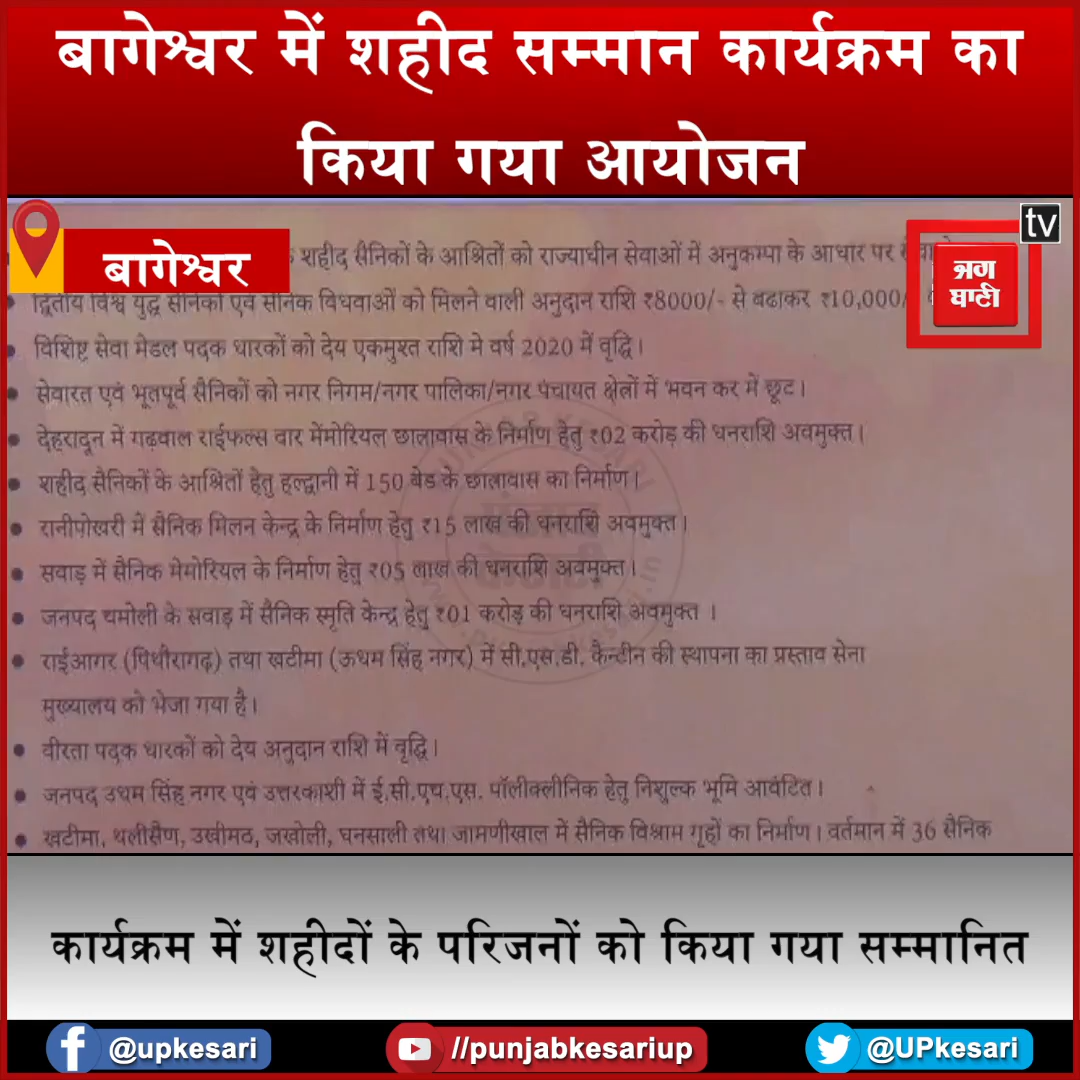 बागेश्वर में शहीद सम्मान कार्यक्रम का
किया गया आयोजन
tv
ਜਗ
ਬਾਣੀ
बागेश्वर
शहीद सैनिकों के आश्रितों को राज्याधीन सेवाओं में अनुकम्पा के आधार पर
• द्वितीय विश्व युद्ध सैनिकों एवं सैनिक विधवाओं को मिलने वाली अनुदान राशि ₹8000/- से बढाकर ₹10,000/
• विशिष्ट सेवा मेडल पदक धारकों को देय एकमुश्त राशि मे वर्ष 2020 में वृद्धि।
• सेवारत एवं भूतपूर्व सैनिकों को नगर निगम/नगर पालिका/नगर पंचायत क्षेत्रों में भवन कर में छूट।
• देहरादून में गढ़वाल राईफल्स वार मेंमोरियल छात्रावास के निर्माण हेतु ₹02 करोड़ की धनराशि अवमुक्त।
• शहीद सैनिकों के आश्रितों हेतु हल्द्वानी में 150 बेड के छात्रावास का निर्माण।
• रानीपोखरी में सैनिक मिलन केन्द्र के निर्माण हेतु ₹15 लाख की धनराशि अवमुक्त।
• सवाड़ में सैनिक मेमोरियल के निर्माण हेतु ₹05 लाख की धनराशि अवमुक्त।
• जनपद चमोली के सवाड़ में सैनिक स्मृति केन्द्र हेतु ₹01 करोड़ की धनराशि अवमुक्त ।
• राईआगर (पिथौरागढ़) तथा खटीमा (ऊधम सिंह नगर) में सी.एस.डी. कैन्टीन की स्थापना का प्रस्ताव सेना
मुख्यालय को भेजा गया है।
• वीरता पदक धारकों को देय अनुदान राशि में वृद्धि।
• जनपद उधम सिंह नगर एवं उत्तरकाशी में ई.सी.एच.एस. पॉलीक्लीनिक हेतु निशुल्क भूमि आवंटित।
• खटीमा, थलीसैण, उखीमठ, जखोली, घनसाली तथा जामणीखाल में सैनिक विश्राम गृहों का निर्माण। वर्तमान में 36 सैनिक
कार्यक्रम में शहीदों के परिजनों को किया गया सम्मानित
@upkesari
//punjabkesariup
@UPkesari